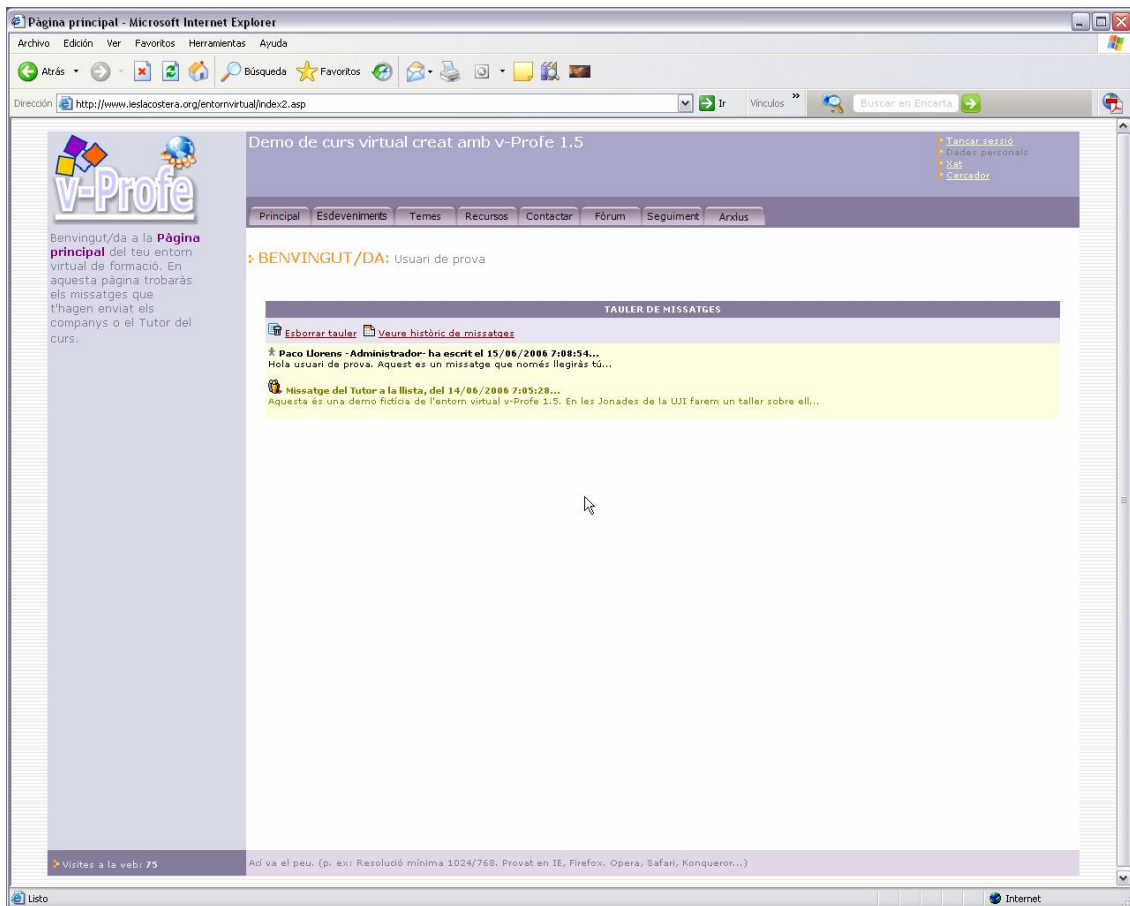 Pàgina principal - Microsoft Internet Explorer
Archivo Edición Ver Favoritos Herramientas Ayuda
Atrás Búsqueda Favoritos
Dirección http://www.ieslacostera.org/entornvirtual/index2.asp Ir Vínculos » Buscar en Encarta
v-Profe
Demo de curs virtual creat amb v-Profe 1.5
Tancar sessió
Dades personals
Xat
Cercador
Principal Esdeveniments Temes Recursos Contactar Fòrum Seguiment Arxius
Benvingut/da a la Pàgina
principal del teu entorn
virtual de formació. En
aquesta pàgina trobaràs
els missatges que
t'hagen enviat els
companys o el Tutor del
curs.
BENVINGUT/DA: Usuari de prova
TAULER DE MISSATGES
Esborrar tauler Veure històric de missatges
Paco Llorens -Administrador- ha escrit el 15/06/2006 7:08:54...
Hola usuari de prova. Aquest es un missatge que només llegiràs tú...
Missatge del Tutor a la llista, del 14/06/2006 7:05:28...
Aquesta és una demo fictícia de l'entorn virtual v-Profe 1.5. En les Jonades de la UJI farem un taller sobre ell...
Visites a la web: 75
Ací va el peu. (p. ex: Resolució mínima 1024/768. Provat en IE, Firefox. Opera, Safari, Konqueror...)
Listo Internet